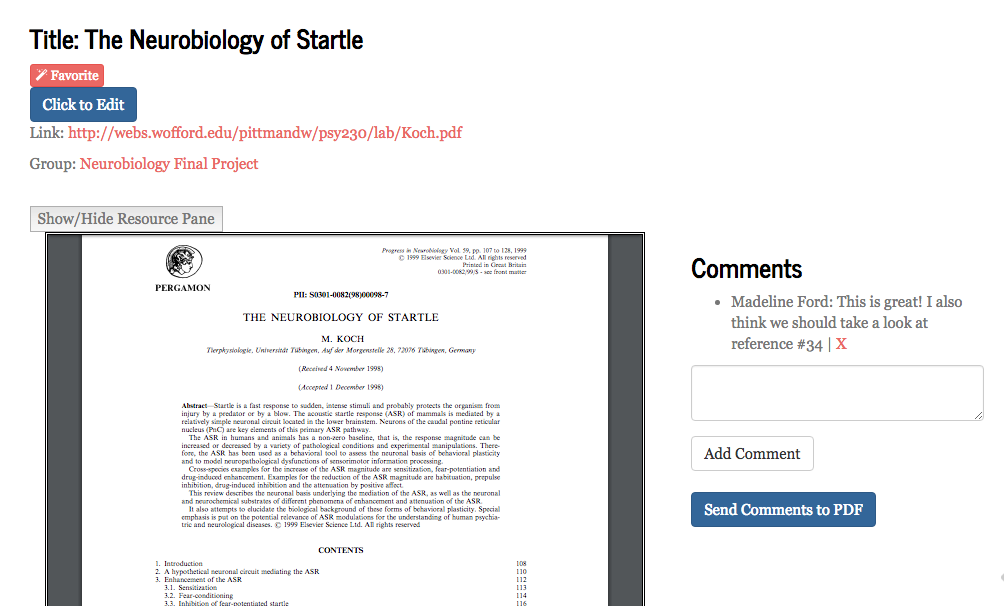 Title: The Neurobiology of Startle
Favorite
Click to Edit
Link: http://webs.wofford.edu/pittmandw/psy230/lab/Koch.pdf
Group: Neurobiology Final Project
Show/Hide Resource Pane
PERGAMON
Progress in Neurobiology Vol. 59, pp. 107 to 128, 1999
© 1999 Elsevier Science Ltd. All rights reserved
Printed in Great Britain
0301-0082/99/$ - see front matter
PII: S0301-0082(98)00098-7
THE NEUROBIOLOGY OF STARTLE
M. KOCH
Tierphysiologie, Universität Tübingen, Auf der Morgenstelle 28, 72076 Tübingen, Germany
(Received 4 November 1998)
(Accepted 1 December 1998)
Abstract—Startle is a fast response to sudden, intense stimuli and probably protects the organism from
injury by a predator or by a blow. The acoustic startle response (ASR) of mammals is mediated by a
relatively simple neuronal circuit located in the lower brainstem. Neurons of the caudal pontine reticular
nucleus (PnC) are key elements of this primary ASR pathway.
The ASR in humans and animals has a non-zero baseline, that is, the response magnitude can be
increased or decreased by a variety of pathological conditions and experimental manipulations. There-
fore, the ASR has been used as a behavioral tool to assess the neuronal basis of behavioral plasticity
and to model neuropathological dysfunctions of sensorimotor information processing.
Cross-species examples for the increase of the ASR magnitude are sensitization, fear-potentiation and
drug-induced enhancement. Examples for the reduction of the ASR magnitude are habituation, prepulse
inhibition, drug-induced inhibition and the attenuation by positive affect.
This review describes the neuronal basis underlying the mediation of the ASR, as well as the neuronal
and neurochemical substrates of different phenomena of enhancement and attenuation of the ASR.
It also attempts to elucidate the biological background of these forms of behavioral plasticity. Special
emphasis is put on the potential relevance of ASR modulations for the understanding of human psychia-
tric and neurological diseases. © 1999 Elsevier Science Ltd. All rights reserved
CONTENTS
1. Introduction 108
2. A hypothetical neuronal circuit mediating the ASR 110
3. Enhancement of the ASR 112
3.1. Sensitization 113
3.2. Fear-conditioning 114
3.3. Inhibition of fear-potentiated startle 116
Comments
Madeline Ford: This is great! I also
think we should take a look at
reference #34 | X
Add Comment
Send Comments to PDF